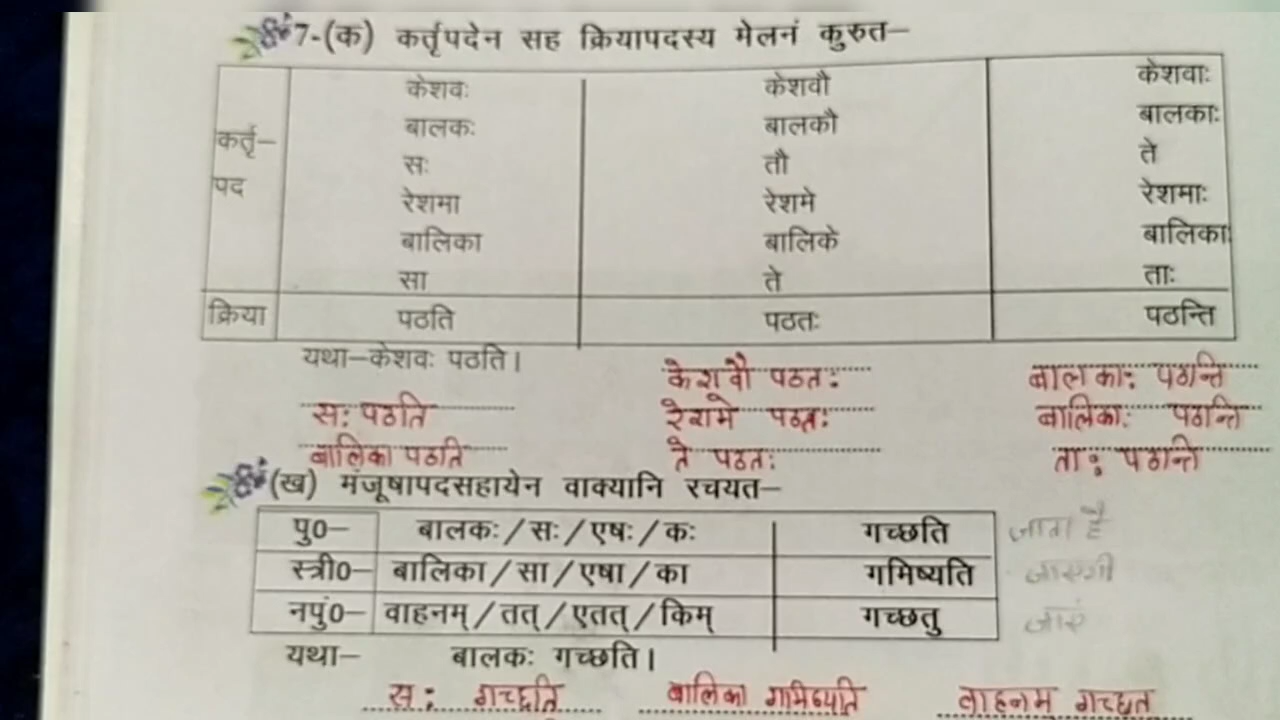 7-(क) कर्तृपदेन सह क्रियापदस्य मेलनं कुरुत–
कर्तृ– पद
केशवः केशवौ केशवाः
बालकः बालकौ बालकाः
सः तौ ते
रेशमा रेशमे रेशमाः
बालिका बालिके बालिका
सा ते ताः
क्रिया पठति पठतः पठन्ति
यथा–केशवः पठति। केशवौ पठतः बालकाः पठन्ति
सः पठति रेशमे पठतः बालिकाः पठन्ति
बालिका पठति ते पठतः ताः पठन्ति
(ख) मंजूषापदसहायेन वाक्यानि रचयत–
पु0– बालकः/सः/एषः/कः गच्छति जाता है
स्त्री0– बालिका/सा/एषा/का गमिष्यति जाएगी
नपुं0– वाहनम्/तत्/एतत्/किम् गच्छतु जाए
यथा– बालकः गच्छति।
सः गच्छति बालिका गमिष्यति वाहनम गच्छतु